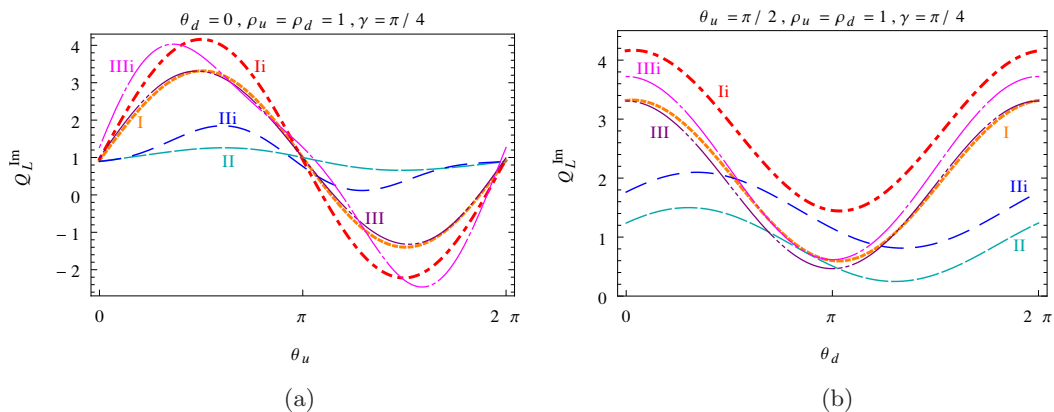 θ_d = 0 , ρ_u = ρ_d = 1 , γ = π / 4
Q_L^Im
4
3
2
1
0
− 1
− 2
IIIi
Ii
I
IIi
II
III
0
π
2 π
θ_u
(a)
θ_u = π / 2 , ρ_u = ρ_d = 1 , γ = π / 4
Q_L^Im
4
3
2
1
0
IIIi
Ii
III
I
IIi
II
0
π
2 π
θ_d
(b)